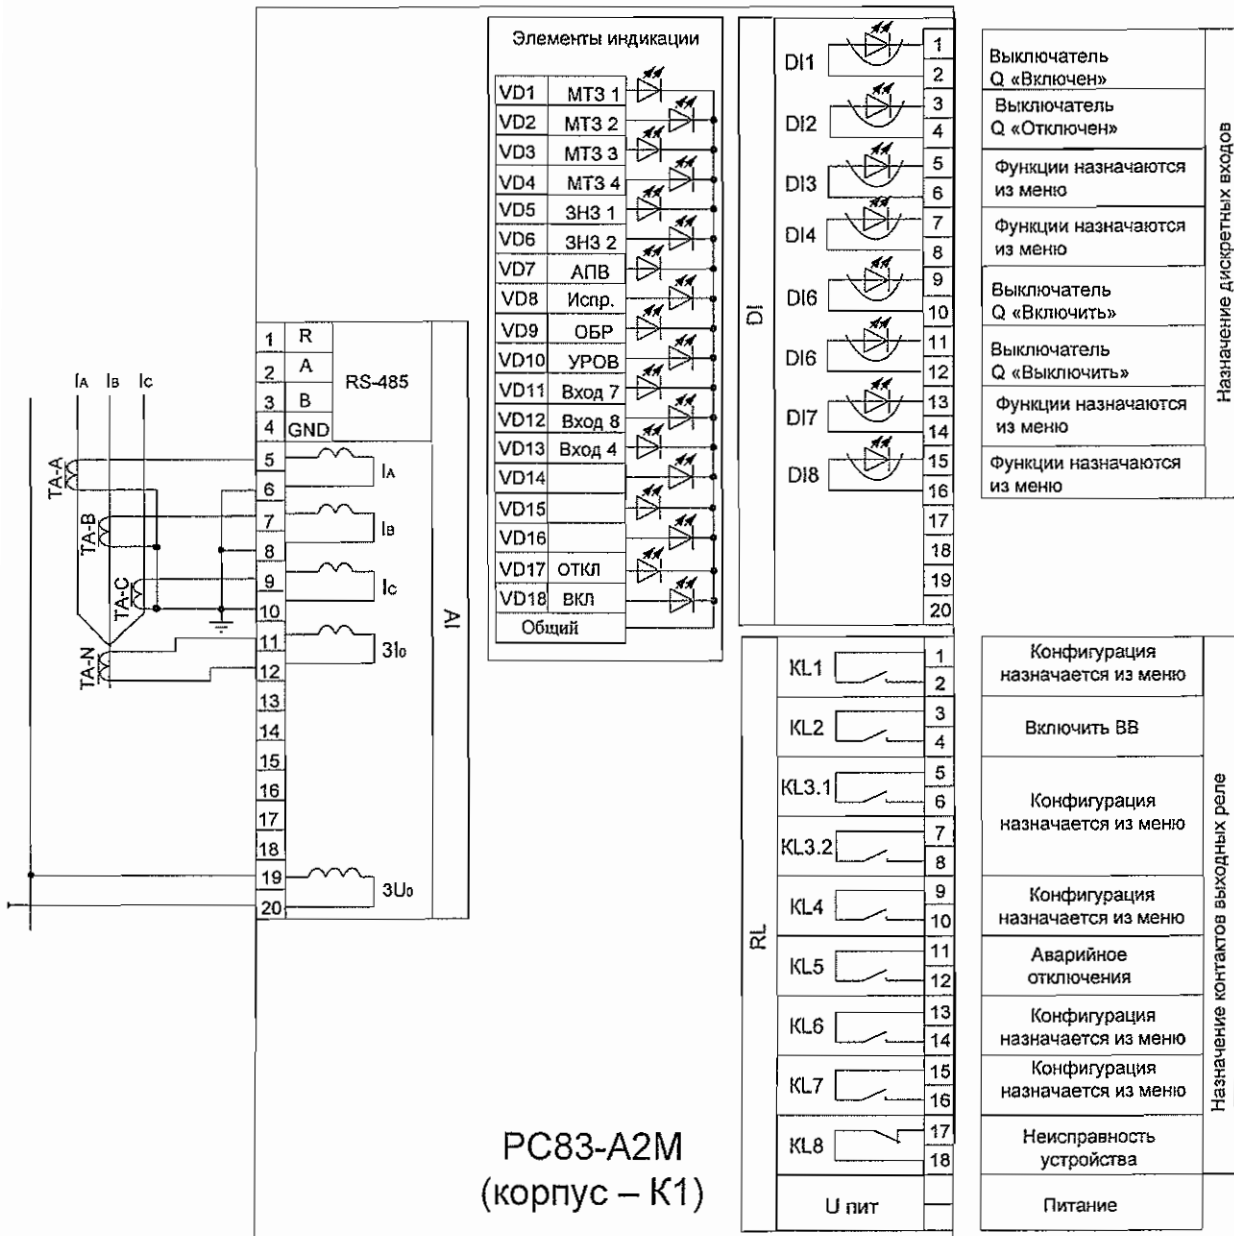 Элементы индикации
VD1 МТЗ 1
VD2 МТЗ 2
VD3 МТЗ 3
VD4 МТЗ 4
VD5 ЗНЗ 1
VD6 ЗНЗ 2
VD7 АПВ
VD8 Испр.
VD9 ОБР
VD10 УРОВ
VD11 Вход 7
VD12 Вход 8
VD13 Вход 4
VD14
VD15
VD16
VD17 ОТКЛ
VD18 ВКЛ
Общий
IA IB IC
TA-A
TA-B
TA-C
TA-N
1 R
2 A
3 B
4 GND
RS-485
5
6
IA
7
8
IB
9
10
IC
11
12
3I0
13
14
15
16
17
18
19
20
3U0
AI
DI
DI1 1
2
DI2 3
4
DI3 5
6
DI4 7
8
DI6 9
10
DI6 11
12
DI7 13
14
DI8 15
16
17
18
19
20
Выключатель
Q «Включен»
Выключатель
Q «Отключен»
Функции назначаются
из меню
Функции назначаются
из меню
Выключатель
Q «Включить»
Выключатель
Q «Выключить»
Функции назначаются
из меню
Функции назначаются
из меню
Назначение дискретных входов
RL
KL1 1
2
KL2 3
4
KL3.1 5
6
KL3.2 7
8
KL4 9
10
KL5 11
12
KL6 13
14
KL7 15
16
KL8 17
18
U пит
Конфигурация
назначается из меню
Включить ВВ
Конфигурация
назначается из меню
Конфигурация
назначается из меню
Аварийное
отключения
Конфигурация
назначается из меню
Конфигурация
назначается из меню
Неисправность
устройства
Питание
Назначение контактов выходных реле
РС83-А2М
(корпус – К1)